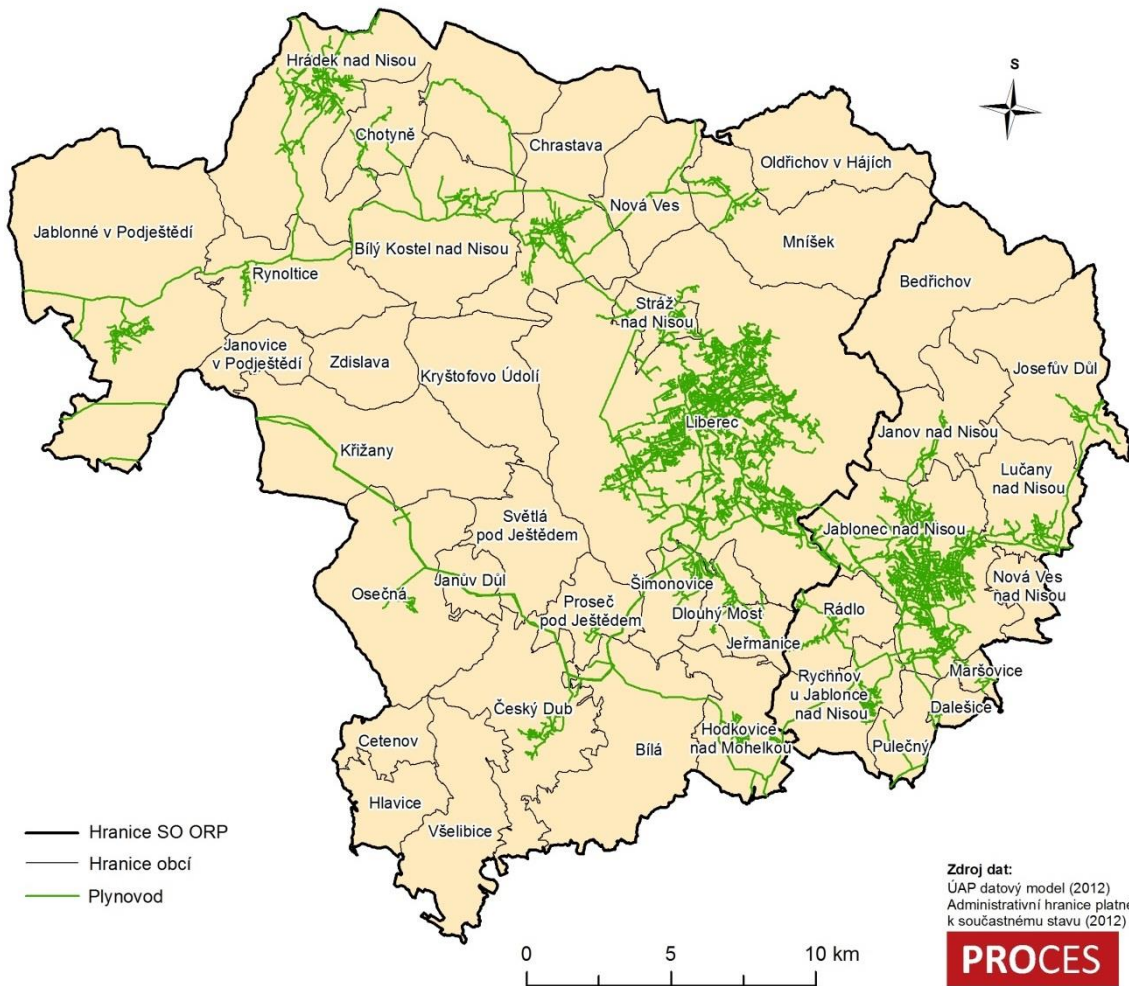 S
Hrádek nad Nisou
Chotyně
Chrastava
Oldřichov v Hájích
Nová Ves
Jablonné v Podještědí
Bílý Kostel nad Nisou
Mníšek
Rynoltice
Bedřichov
Stráž
nad Nisou
Janovice
v Podještědí
Zdislava
Kryštofovo Údolí
Josefův Důl
Liberec
Janov nad Nisou
Křižany
Lučany
nad Nisou
Světlá
pod Ještědem
Jablonec nad Nisou
Osečná
Janův Důl
Šimonovice
Nová Ves
nad Nisou
Proseč
pod Ještědem
Dlouhý Most
Rádlo
Jeřmanice
Maršovice
Rychnov
u Jablonce
nad Nisou
Dalešice
Český Dub
Hodkovice
nad Mohelkou
Bílá
Pulečný
Cetenov
Hlavice
Všelibice
Hranice SO ORP
Hranice obcí
Plynovod
0 5 10 km
Zdroj dat:
ÚAP datový model (2012)
Administrativní hranice platné
k součastnému stavu (2012)
PROCES